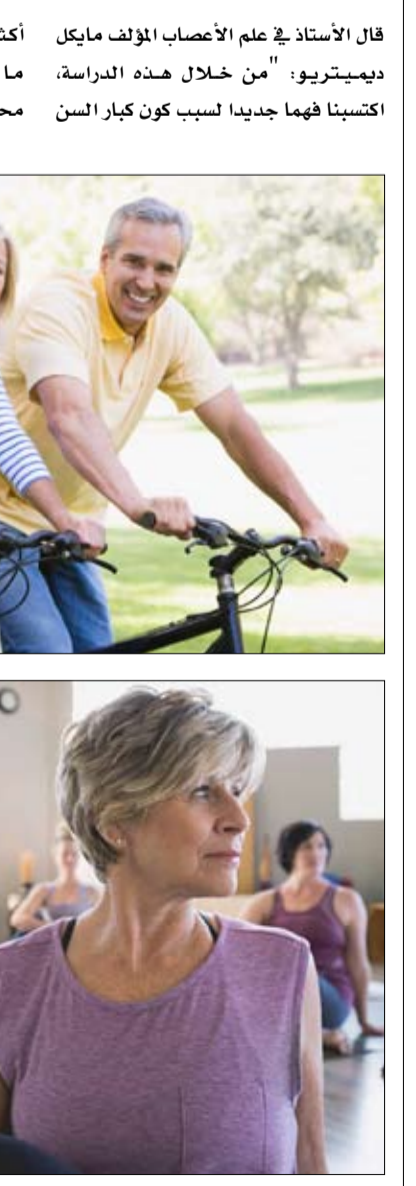 قال الأستاذ في علم الأعصاب المؤلف مايكل
ديميتريو: "من خلال هذه الدراسة،
اكتسبنا فهما جديدا لسبب كون كبار السن
ما